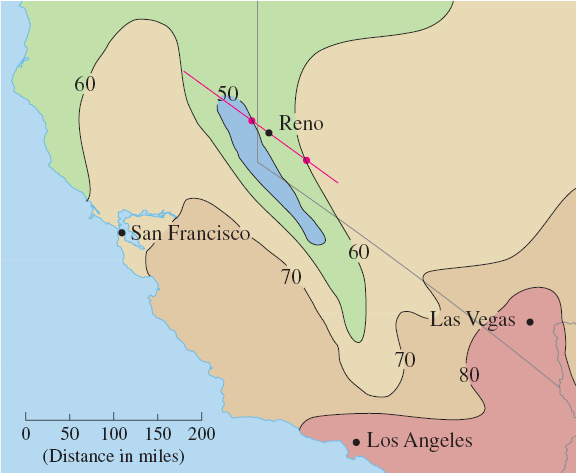 60
50
Reno
San Francisco
60
70
Las Vegas
70
80
0 50 100 150 200
(Distance in miles)
Los Angeles